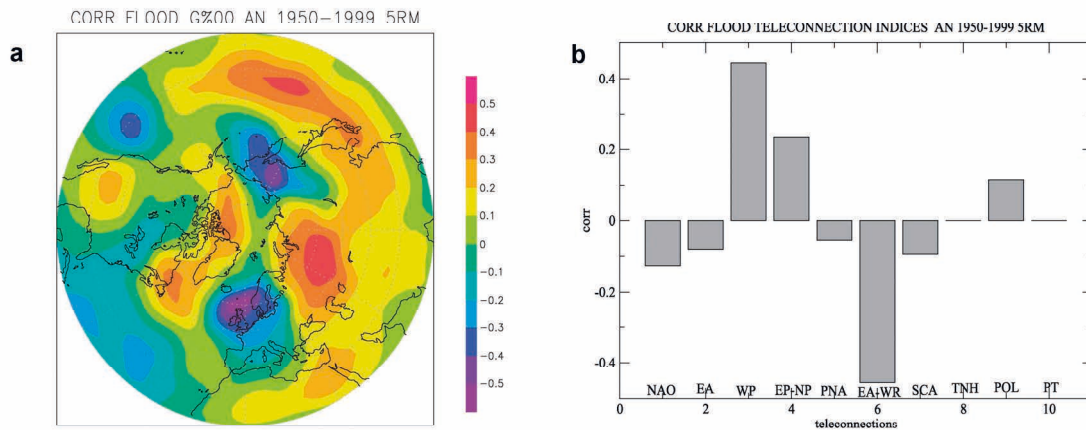 CORR FLOOD G%00 AN 1950-1999 5RM
a
0.5
0.4
0.3
0.2
0.1
0
-0.1
-0.2
-0.3
-0.4
-0.5
b
CORR FLOOD TELECONNECTION INDICES AN 1950-1999 5RM
0.4
0.2
0
-0.2
-0.4
corr
NAO EA WP EP-NP PNA EA-WR SCA TNH POL PT
0 2 4 6 8 10
teleconnections